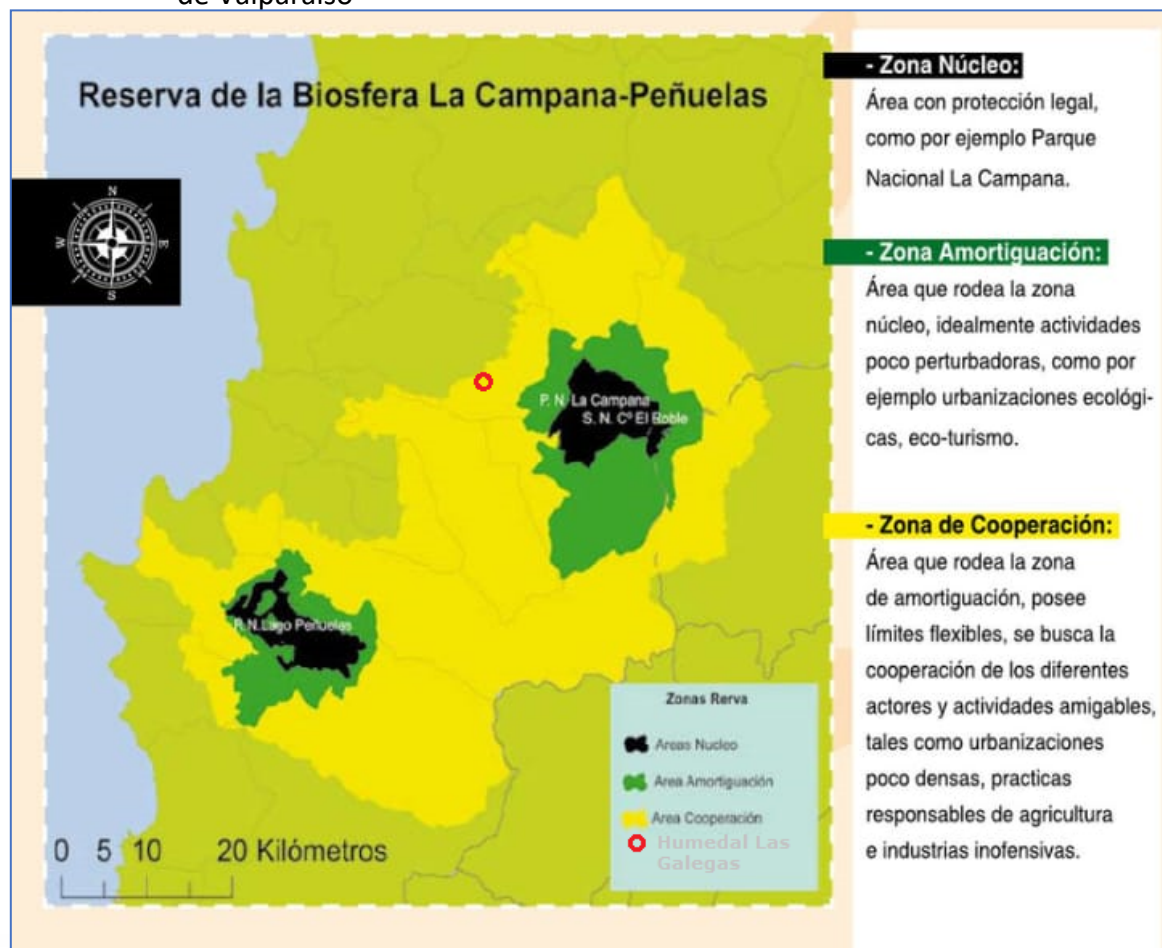 de Valparaíso
Reserva de la Biosfera La Campana-Peñuelas
N
W
E
S
P. N. La Campana
S. N. Cº El Roble
P. N.Lago Peñuelas
0 5 10 20 Kilómetros
Zonas Rerva
Areas Nucleo
Area Amortiguación
Area Cooperación
Humedal Las
Galegas
- Zona Núcleo:
Área con protección legal,
como por ejemplo Parque
Nacional La Campana.
- Zona Amortiguación:
Área que rodea la zona
núcleo, idealmente actividades
poco perturbadoras, como por
ejemplo urbanizaciones ecológi-
cas, eco-turismo.
- Zona de Cooperación:
Área que rodea la zona
de amortiguación, posee
límites flexibles, se busca la
cooperación de los diferentes
actores y actividades amigables,
tales como urbanizaciones
poco densas, practicas
responsables de agricultura
e industrias inofensivas.